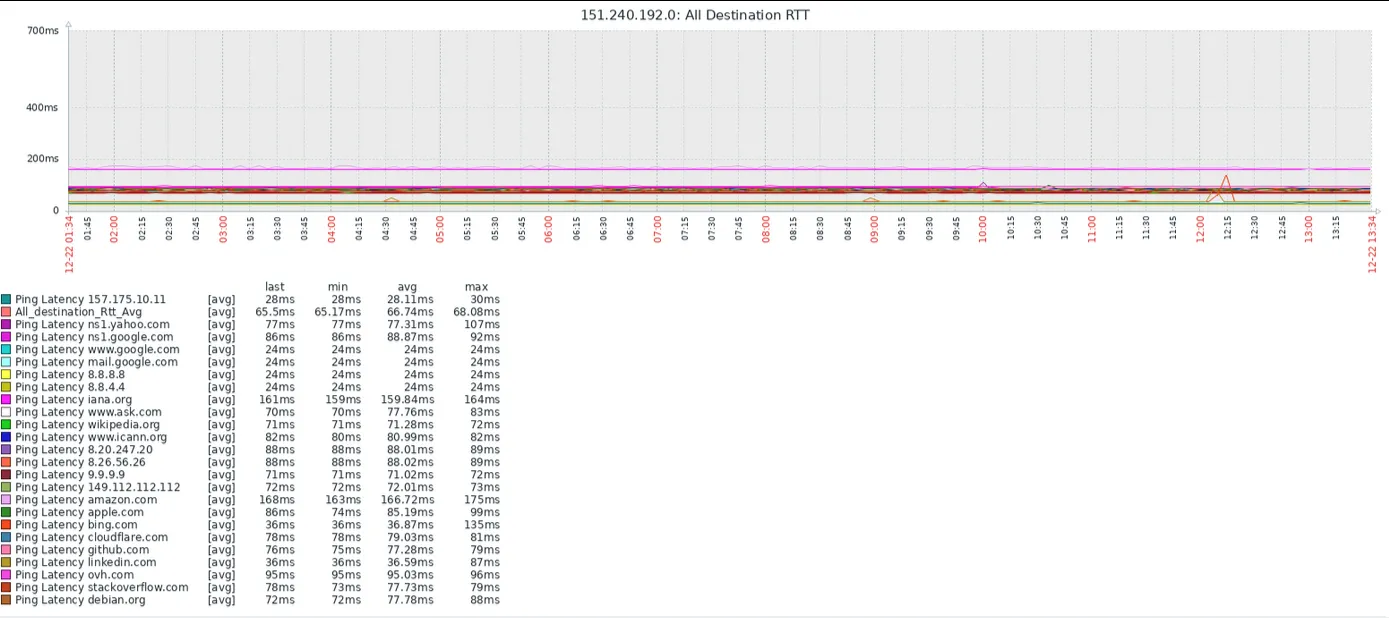 151.240.192.0: All Destination RTT
700ms
400ms
200ms
0
12-22 01:34 01:45 02:00 02:15 02:30 02:45 03:00 03:15 03:30 03:45 04:00 04:15 04:30 04:45 05:00 05:15 05:30 05:45 06:00 06:15 06:30 06:45 07:00 07:15 07:30 07:45 08:00 08:15 08:30 08:45 09:00 09:15 09:30 09:45 10:00 10:15 10:30 10:45 11:00 11:15 11:30 11:45 12:00 12:15 12:30 12:45 13:00 13:15 12-22 13:34
last min avg max
Ping Latency 157.175.10.11 [avg] 28ms 28ms 28.11ms 30ms
All_destination_Rtt_Avg [avg] 65.5ms 65.17ms 66.74ms 68.08ms
Ping Latency ns1.yahoo.com [avg] 77ms 77ms 77.31ms 107ms
Ping Latency ns1.google.com [avg] 86ms 86ms 88.87ms 92ms
Ping Latency www.google.com [avg] 24ms 24ms 24ms 24ms
Ping Latency mail.google.com [avg] 24ms 24ms 24ms 24ms
Ping Latency 8.8.8.8 [avg] 24ms 24ms 24ms 24ms
Ping Latency 8.8.4.4 [avg] 24ms 24ms 24ms 24ms
Ping Latency iana.org [avg] 161ms 159ms 159.84ms 164ms
Ping Latency www.ask.com [avg] 70ms 70ms 77.76ms 83ms
Ping Latency wikipedia.org [avg] 71ms 71ms 71.28ms 72ms
Ping Latency www.icann.org [avg] 82ms 80ms 80.99ms 82ms
Ping Latency 8.20.247.20 [avg] 88ms 88ms 88.01ms 89ms
Ping Latency 8.26.56.26 [avg] 88ms 88ms 88.02ms 89ms
Ping Latency 9.9.9.9 [avg] 71ms 71ms 71.02ms 72ms
Ping Latency 149.112.112.112 [avg] 72ms 72ms 72.01ms 73ms
Ping Latency amazon.com [avg] 168ms 163ms 166.72ms 175ms
Ping Latency apple.com [avg] 86ms 74ms 85.19ms 99ms
Ping Latency bing.com [avg] 36ms 36ms 36.87ms 135ms
Ping Latency cloudflare.com [avg] 78ms 78ms 79.03ms 81ms
Ping Latency github.com [avg] 76ms 75ms 77.28ms 79ms
Ping Latency linkedin.com [avg] 36ms 36ms 36.59ms 87ms
Ping Latency ovh.com [avg] 95ms 95ms 95.03ms 96ms
Ping Latency stackoverflow.com [avg] 78ms 73ms 77.73ms 79ms
Ping Latency debian.org [avg] 72ms 72ms 77.78ms 88ms